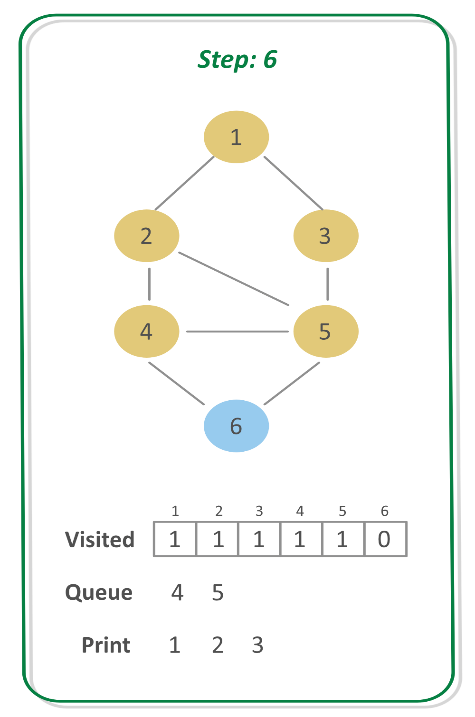 Step: 6
1
2 3
4 5
6
1 2 3 4 5 6
Visited 1 1 1 1 1 0
Queue 4 5
Print 1 2 3